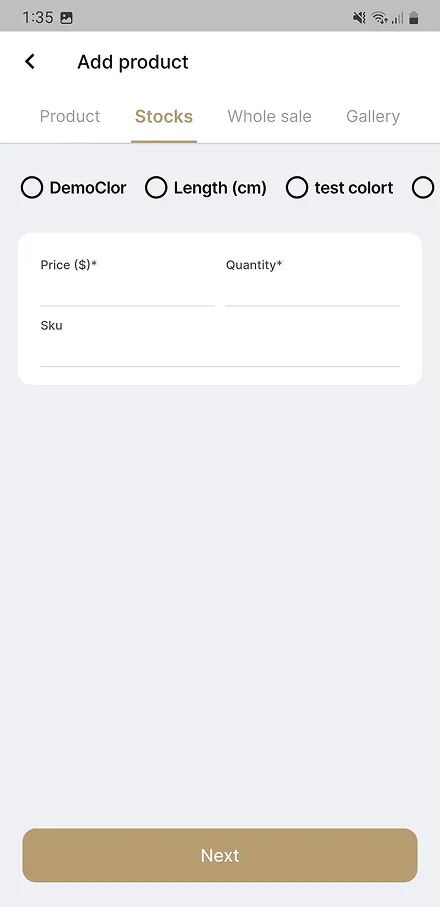 1:35
Add product
Product Stocks Whole sale Gallery
DemoClor Length (cm) test colort
Price ($)* Quantity*
Sku
Next